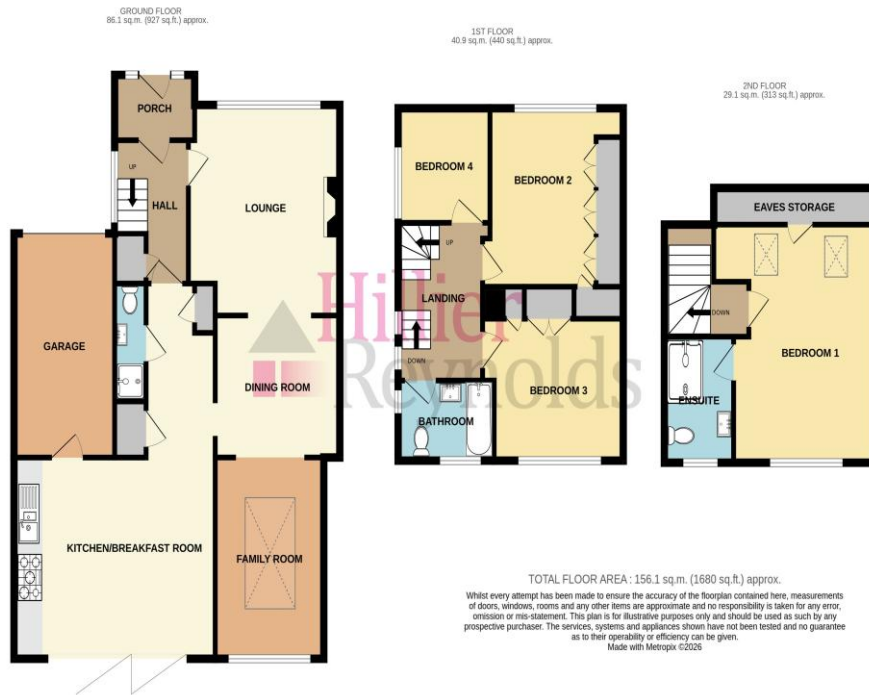 GROUND FLOOR
86.1 sq.m. (927 sq.ft.) approx.
PORCH
UP
HALL
LOUNGE
GARAGE
DINING ROOM
KITCHEN/BREAKFAST ROOM
FAMILY ROOM
1ST FLOOR
40.9 sq.m. (440 sq.ft.) approx.
BEDROOM 4
BEDROOM 2
UP
LANDING
DOWN
BEDROOM 3
BATHROOM
2ND FLOOR
29.1 sq.m. (313 sq.ft.) approx.
EAVES STORAGE
DOWN
BEDROOM 1
ENSUITE
Hillier
Reynolds
TOTAL FLOOR AREA : 156.1 sq.m. (1680 sq.ft.) approx.
Whilst every attempt has been made to ensure the accuracy of the floorplan contained here, measurements
of doors, windows, rooms and any other items are approximate and no responsibility is taken for any error,
omission or mis-statement. This plan is for illustrative purposes only and should be used as such by any
prospective purchaser. The services, systems and appliances shown have not been tested and no guarantee
as to their operability or efficiency can be given.
Made with Metropix ©2026